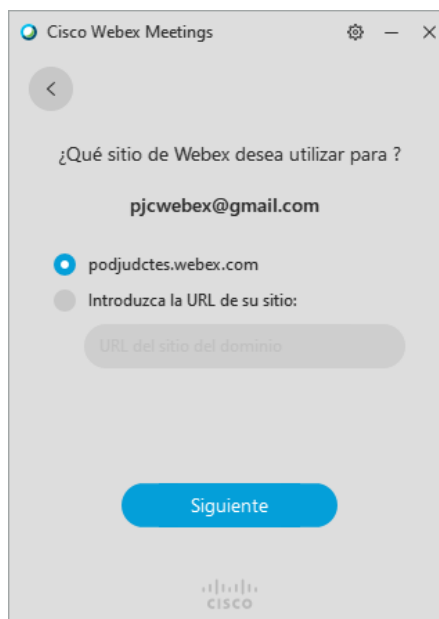 Cisco Webex Meetings
¿Qué sitio de Webex desea utilizar para ?
pjcwebex@gmail.com
podjudctes.webex.com
Introduzca la URL de su sitio:
URL del sitio del dominio
Siguiente
CISCO